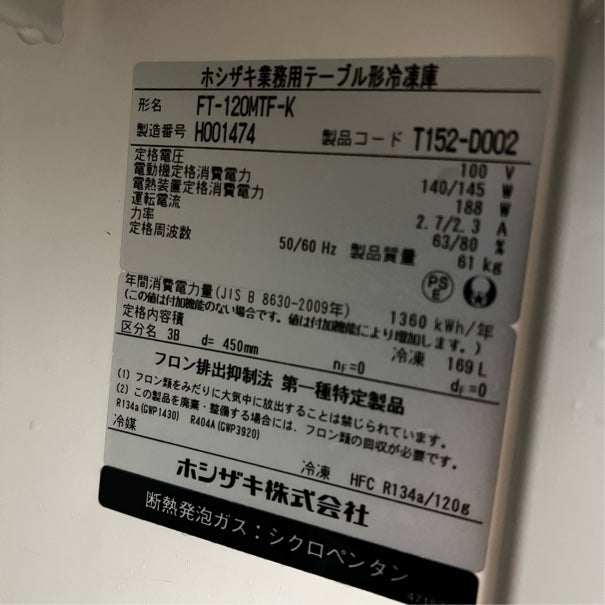 ホシザキ業務用テーブル形冷凍庫
形名 FT-120MTF-K
製造番号 H001474 製品コード T152-D002
定格電圧 100 V
電動機定格消費電力 140/145 W
電熱装置定格消費電力 188 W
運転電流 2.7/2.3 A
力率 63/80 %
定格周波数 50/60 Hz 製品質量 61 kg
PS
E
年間消費電力量(JIS B 8630-2009年) 1360 kWh/年
(この値は付加機能のない場合です。値は付加機能により増加します。)
定格内容積 冷凍 169 L
区分名 3B d= 450mm nF=0 dF=0
フロン排出抑制法 第一種特定製品
(1) フロン類をみだりに大気中に放出することは禁じられています。
(2) この製品を廃棄・整備する場合には、フロン類の回収が必要です。
R134a(GWP1430) R404A(GWP3920)
冷媒 冷凍 HFC R134a/120g
ホシザキ株式会社
断熱発泡ガス:シクロペンタン